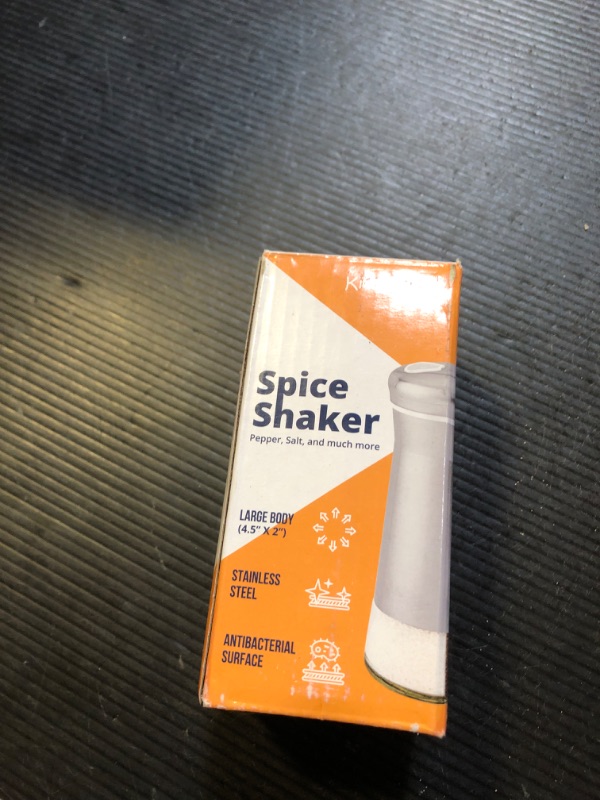 Spice
Shaker
Pepper, Salt, and much more
LARGE BODY
(4.5" X 2")
STAINLESS
STEEL
ANTIBACTERIAL
SURFACE